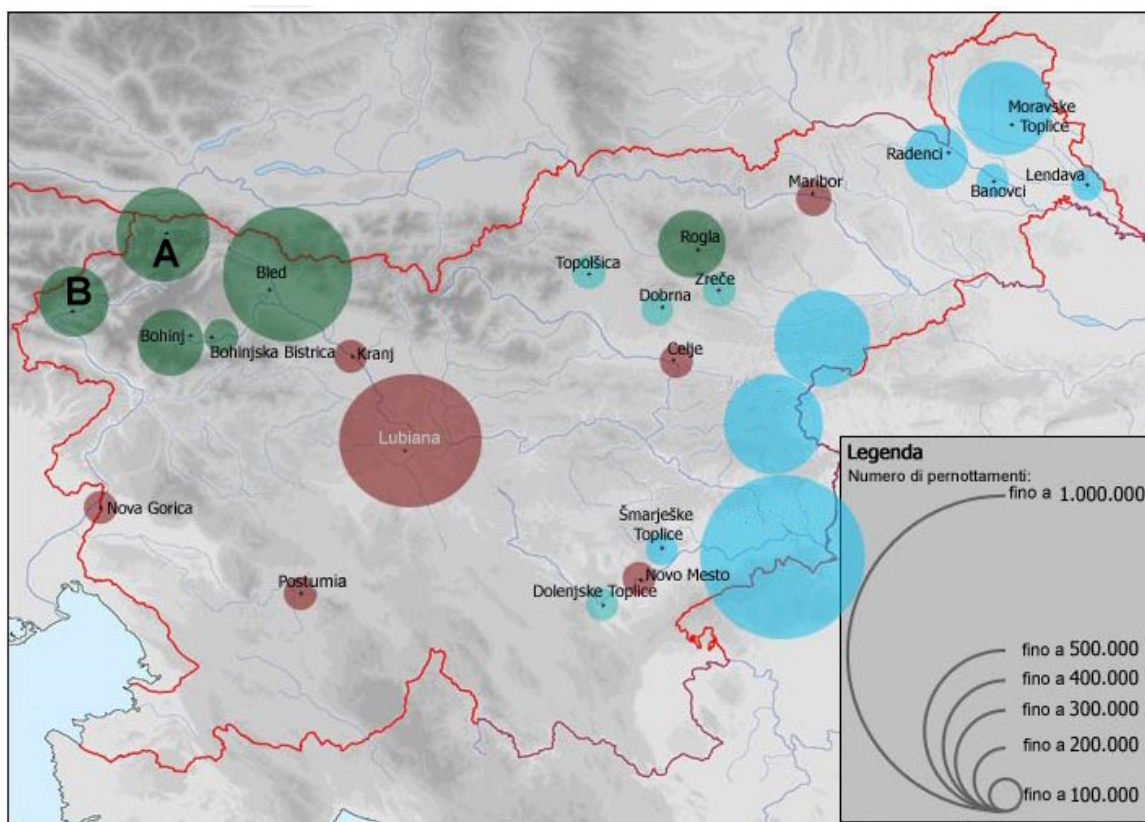 Moravske
Toplice
Radenci
Banovci
Lendava
Maribor
A
Rogla
B
Bled
Topolšica
Zreče
Dobrna
Bohinj
Bohinjska Bistrica
Kranj
Celje
Lubiana
Nova Gorica
Šmarješke
Toplice
Postumia
Novo Mesto
Dolenjske Toplice
Legenda
Numero di pernottamenti:
fino a 1.000.000
fino a 500.000
fino a 400.000
fino a 300.000
fino a 200.000
fino a 100.000